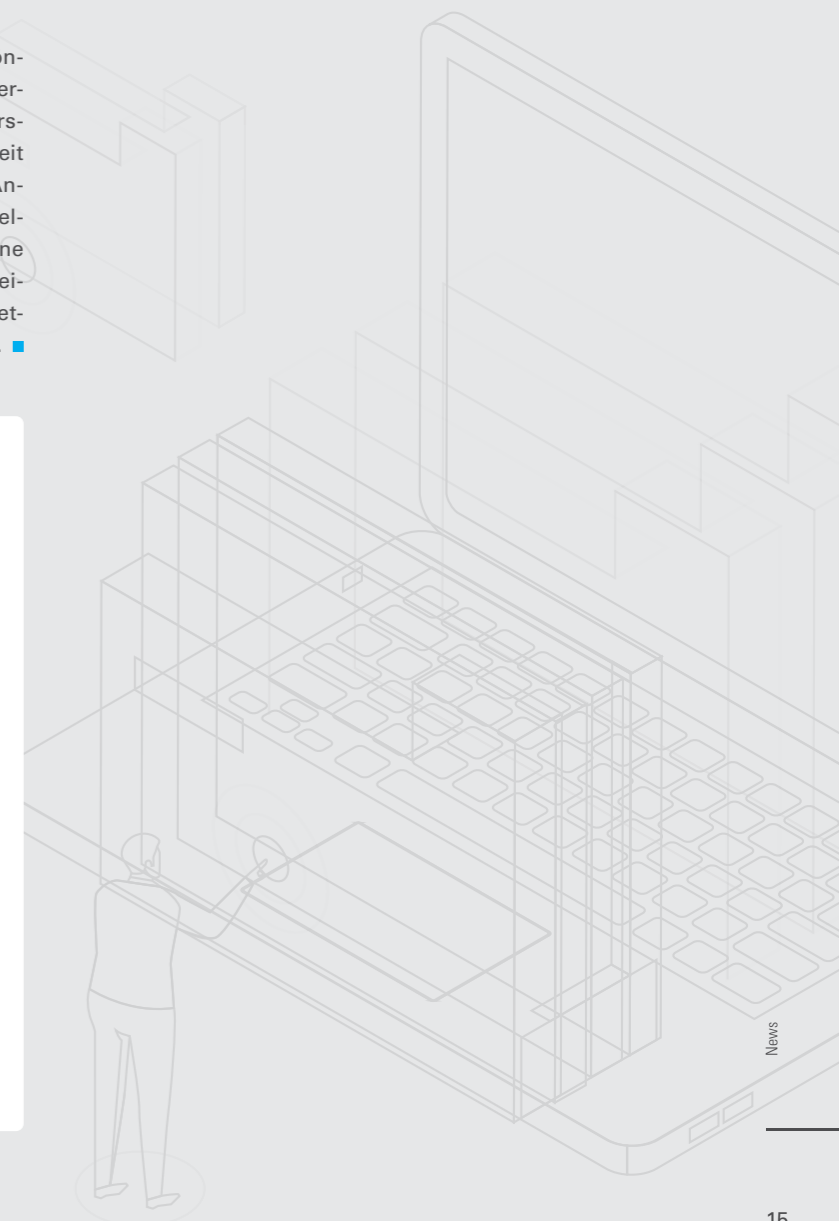 on-
er-
rs-
eit
An-
el-
ne
ei-
et-
.
News
15